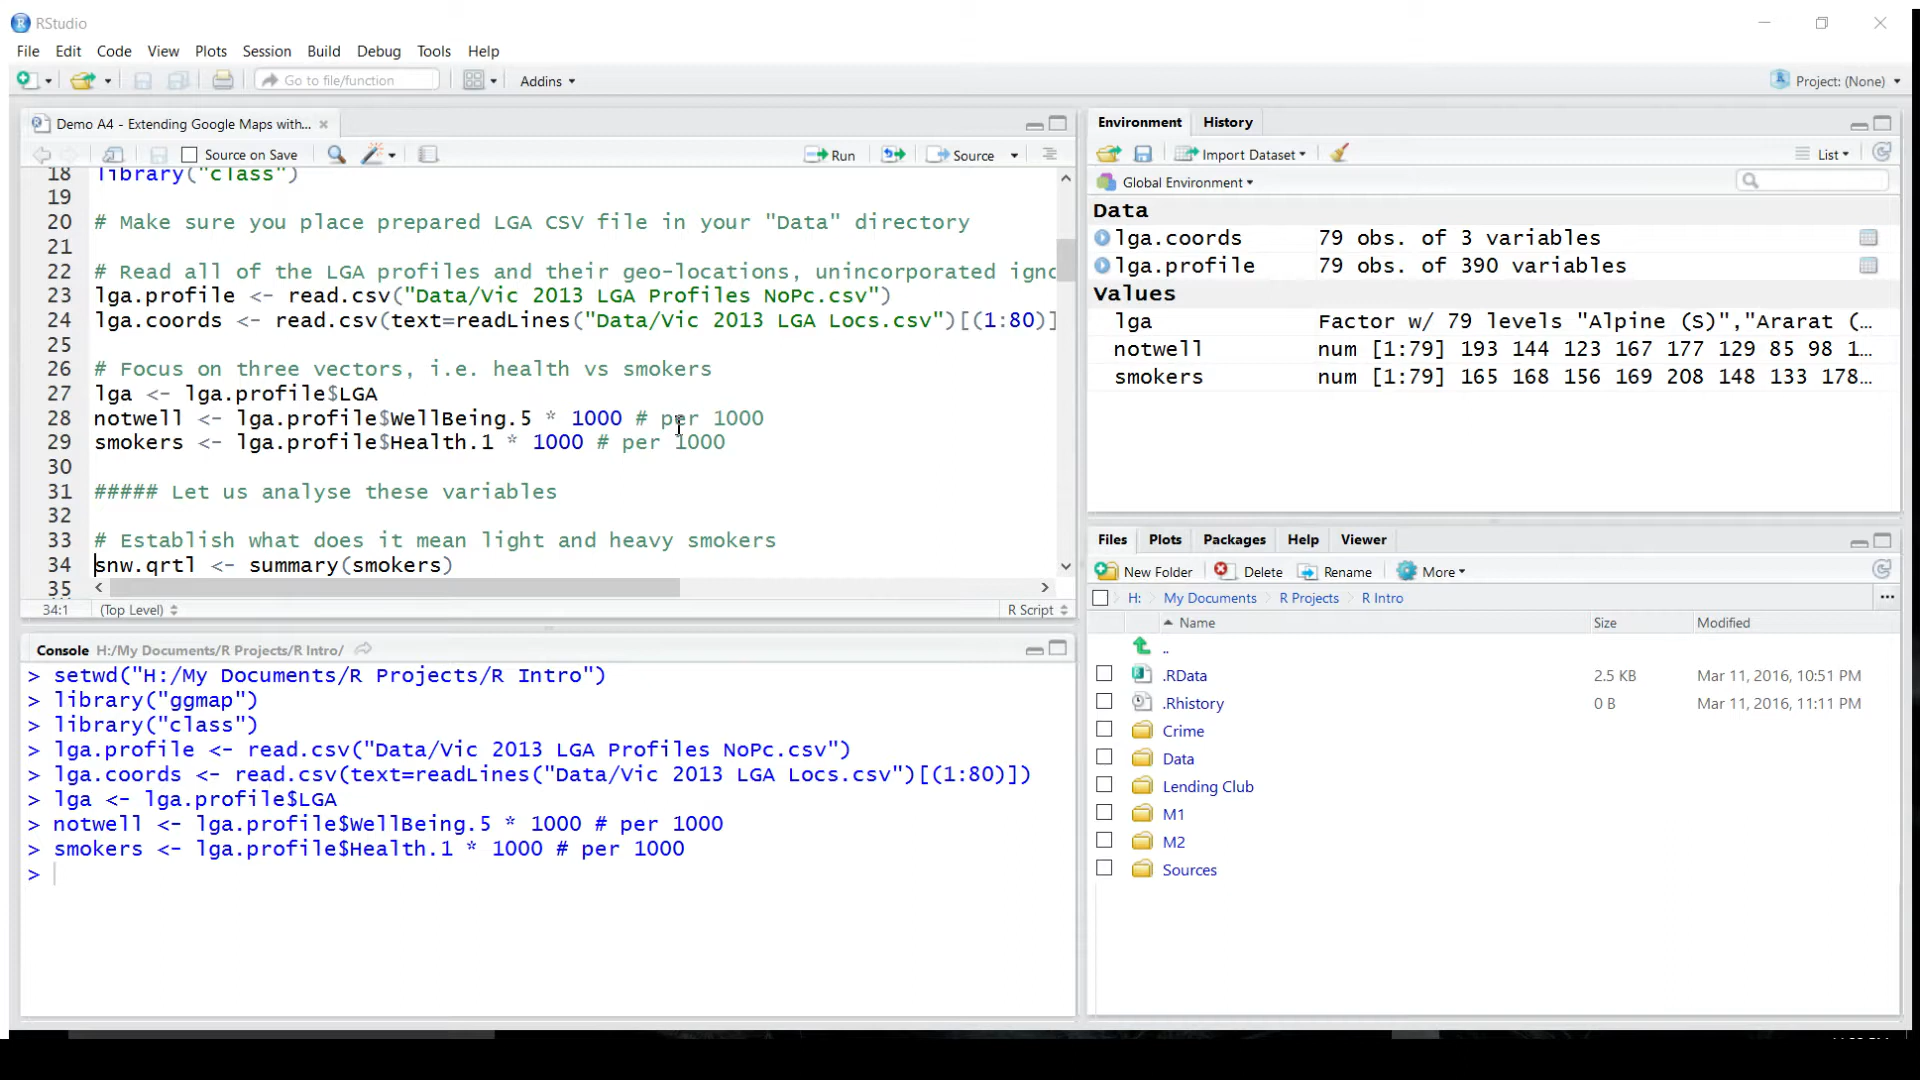 RStudio
File Edit Code View Plots Session Build Debug Tools Help
Go to file/function Addins Project: (None)
Demo A4 - Extending Google Maps with...
Source on Save Run Source
18 library("class")
19
20 # Make sure you place prepared LGA CSV file in your "Data" directory
21
22 # Read all of the LGA profiles and their geo-locations, unincorporated igno
23 lga.profile <- read.csv("Data/Vic 2013 LGA Profiles NoPc.csv")
24 lga.coords <- read.csv(text=readLines("Data/Vic 2013 LGA Locs.csv")[(1:80)]
25
26 # Focus on three vectors, i.e. health vs smokers
27 lga <- lga.profile$LGA
28 notwell <- lga.profile$WellBeing.5 * 1000 # per 1000
29 smokers <- lga.profile$Health.1 * 1000 # per 1000
30
31 ##### Let us analyse these variables
32
33 # Establish what does it mean light and heavy smokers
34 snw.qrtl <- summary(smokers)
35
34:1 (Top Level) R Script
Console H:/My Documents/R Projects/R Intro/
> setwd("H:/My Documents/R Projects/R Intro")
> library("ggmap")
> library("class")
> lga.profile <- read.csv("Data/Vic 2013 LGA Profiles NoPc.csv")
> lga.coords <- read.csv(text=readLines("Data/Vic 2013 LGA Locs.csv")[(1:80)])
> lga <- lga.profile$LGA
> notwell <- lga.profile$WellBeing.5 * 1000 # per 1000
> smokers <- lga.profile$Health.1 * 1000 # per 1000
>
Environment History
Import Dataset List
Global Environment
Data
lga.coords 79 obs. of 3 variables
lga.profile 79 obs. of 390 variables
Values
lga Factor w/ 79 levels "Alpine (S)","Ararat (…
notwell num [1:79] 193 144 123 167 177 129 85 98 1…
smokers num [1:79] 165 168 156 169 208 148 133 178…
Files Plots Packages Help Viewer
New Folder Delete Rename More
H: My Documents R Projects R Intro ...
Name Size Modified
..
.RData 2.5 KB Mar 11, 2016, 10:51 PM
.Rhistory 0 B Mar 11, 2016, 11:11 PM
Crime
Data
Lending Club
M1
M2
Sources